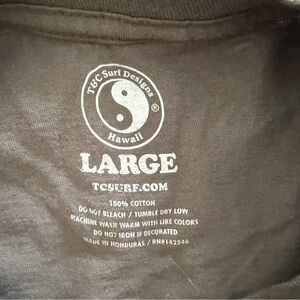 T&C Surf Designs
®
Hawaii
LARGE
TCSURF.COM
100% COTTON
DO NOT BLEACH / TUMBLE DRY LOW
MACHINE WASH WARM WITH LIKE COLORS
DO NOT IRON IF DECORATED
MADE IN HONDURAS / RN#142546